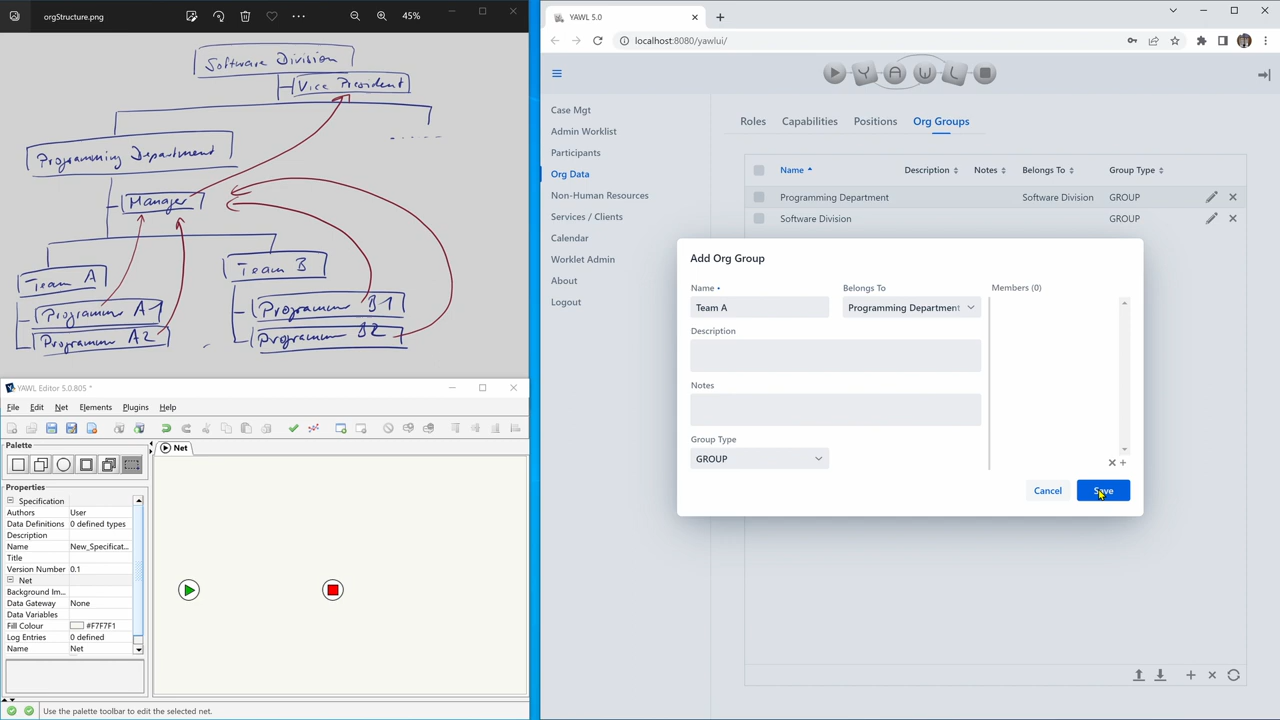 orgStructure.png
45%
Software Division
Vice President
Programming Department
Manager
Team A
Programmer A1
Programmer A2
Team B
Programmer B1
Programmer B2
YAWL Editor 5.0.805 *
File Edit Net Elements Plugins Help
Palette
Net
Properties
Specification
Authors User
Data Definitions 0 defined types
Description
Name New_Specificat...
Title
Version Number 0.1
Net
Background Im...
Data Gateway None
Data Variables
Fill Colour #F7F7F1
Log Entries 0 defined
Name Net
Use the palette toolbar to edit the selected net.
YAWL 5.0
localhost:8080/yawlui/
YAWL
Case Mgt
Admin Worklist
Participants
Org Data
Non-Human Resources
Services / Clients
Calendar
Worklet Admin
About
Logout
Roles Capabilities Positions Org Groups
Name Description Notes Belongs To Group Type
Programming Department Software Division GROUP
Software Division GROUP
Add Org Group
Name • Belongs To Members (0)
Team A Programming Department
Description
Notes
Group Type
GROUP
Cancel Save